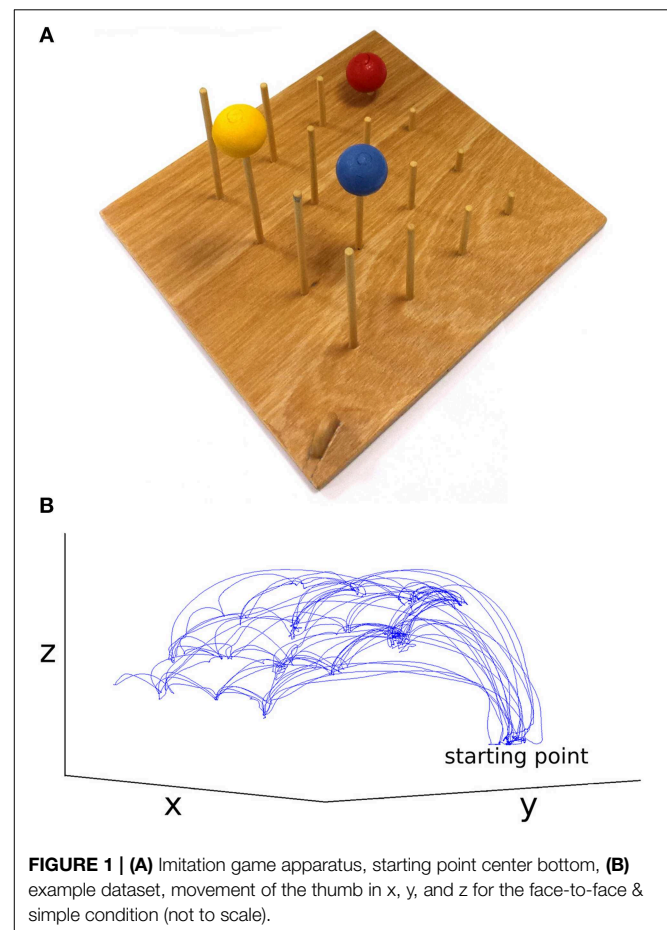 A
B
Z
starting point
x
y
FIGURE 1 | (A) Imitation game apparatus, starting point center bottom, (B)
example dataset, movement of the thumb in x, y, and z for the face-to-face &
simple condition (not to scale).